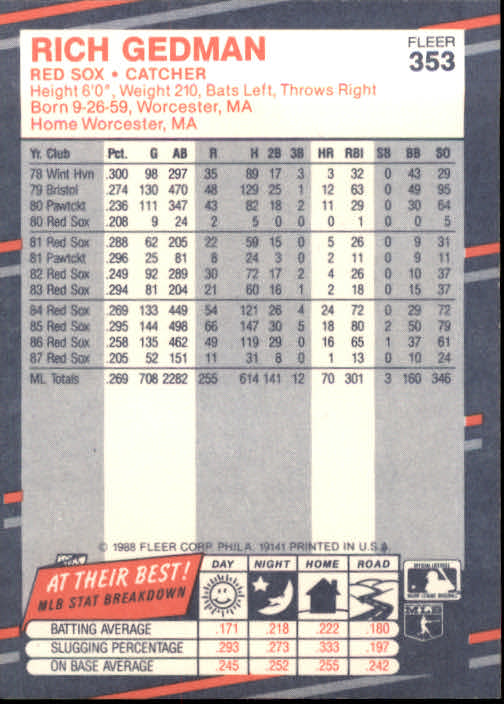 RICH GEDMAN
FLEER
353
RED SOX • CATCHER
Height 6'0", Weight 210, Bats Left, Throws Right
Born 9-26-59, Worcester, MA
Home Worcester, MA
Yr. Club Pct. G AB R H 2B 3B HR RBI SB BB SO
78 Wint Hvn .300 98 297 35 89 17 3 3 32 0 43 29
79 Bristol .274 130 470 48 129 25 1 12 63 0 49 95
80 Pawtckt .236 111 347 43 82 18 2 11 29 0 30 64
80 Red Sox .208 9 24 2 5 0 0 0 1 0 0 5
81 Red Sox .288 62 205 22 59 15 0 5 26 0 9 31
81 Pawtckt .296 25 81 8 24 3 0 2 11 0 9 11
82 Red Sox .249 92 289 30 72 17 2 4 26 0 10 37
83 Red Sox .294 81 204 21 60 16 1 2 18 0 15 37
84 Red Sox .269 133 449 54 121 26 4 24 72 0 29 72
85 Red Sox .295 144 498 66 147 30 5 18 80 2 50 79
86 Red Sox .258 135 462 49 119 29 0 16 65 1 37 61
87 Red Sox .205 52 151 11 31 8 0 1 13 0 10 24
ML Totals .269 708 2282 255 614 141 12 70 301 3 160 346
© 1988 FLEER CORP. PHILA. 19141 PRINTED IN U.S.A.
AT THEIR BEST!
MLB STAT BREAKDOWN
DAY NIGHT HOME ROAD
BATTING AVERAGE .171 .218 .222 .180
SLUGGING PERCENTAGE .293 .273 .333 .197
ON BASE AVERAGE .245 .252 .255 .242
MAJOR LEAGUE BASEBALL
MLB